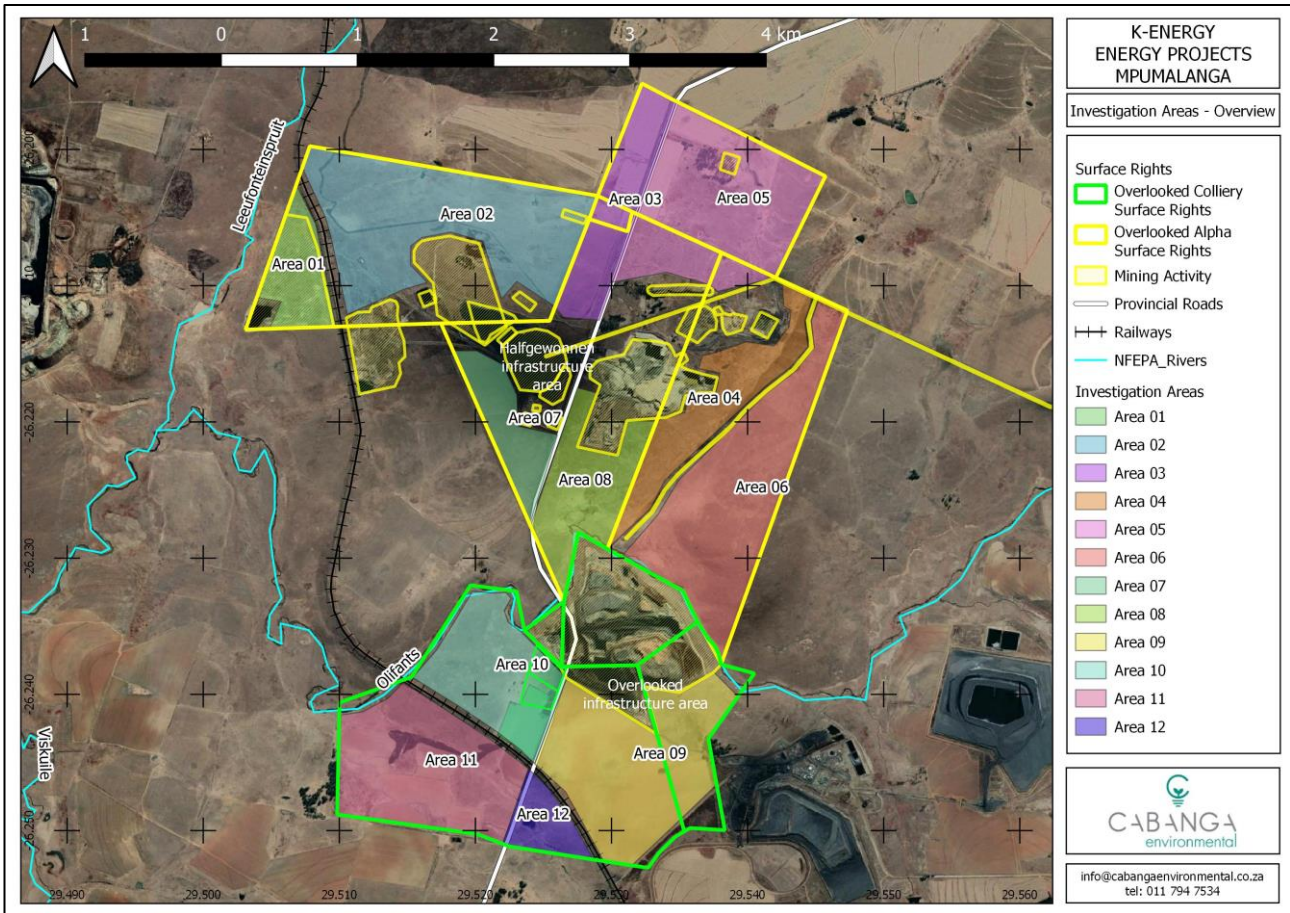 1 0 1 2 3 4 km
Leeufonteinspruit
-26.200
Area 03
Area 05
Area 02
Area 01
Halfgewonnen
infrastructure
area
Area 04
Area 07
-26.220
Area 08
Area 06
-26.230
Olifants
Area 10
Overlooked
infrastructure area
-26.240
Viskuile
Area 09
Area 11
Area 12
-26.250
29.490 29.500 29.510 29.520 29.530 29.540 29.550 29.560
K-ENERGY
ENERGY PROJECTS
MPUMALANGA
Investigation Areas - Overview
Surface Rights
Overlooked Colliery
Surface Rights
Overlooked Alpha
Surface Rights
Mining Activity
Provincial Roads
Railways
NFEPA_Rivers
Investigation Areas
Area 01
Area 02
Area 03
Area 04
Area 05
Area 06
Area 07
Area 08
Area 09
Area 10
Area 11
Area 12
CABANGA
environmental
info@cabangaenvironmental.co.za
tel: 011 794 7534